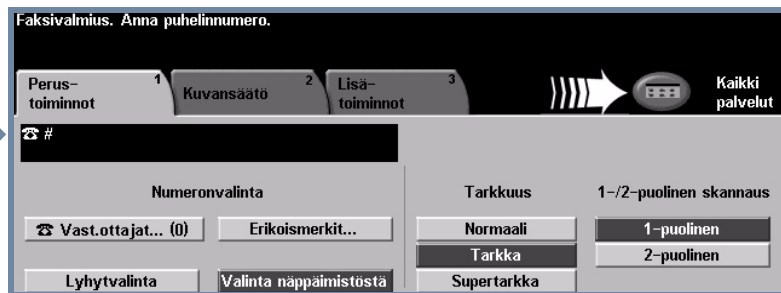 Faksivalmius. Anna puhelinnumero.
Perus-
toiminnot
1
Kuvansäätö
2
Lisä-
toiminnot
3
Kaikki
palvelut
☎ #
Numeronvalinta
☎ Vast.ottajat... (0)
Erikoismerkit...
Lyhytvalinta
Valinta näppäimistöstä
Tarkkuus
Normaali
Tarkka
Supertarkka
1-/2-puolinen skannaus
1-puolinen
2-puolinen